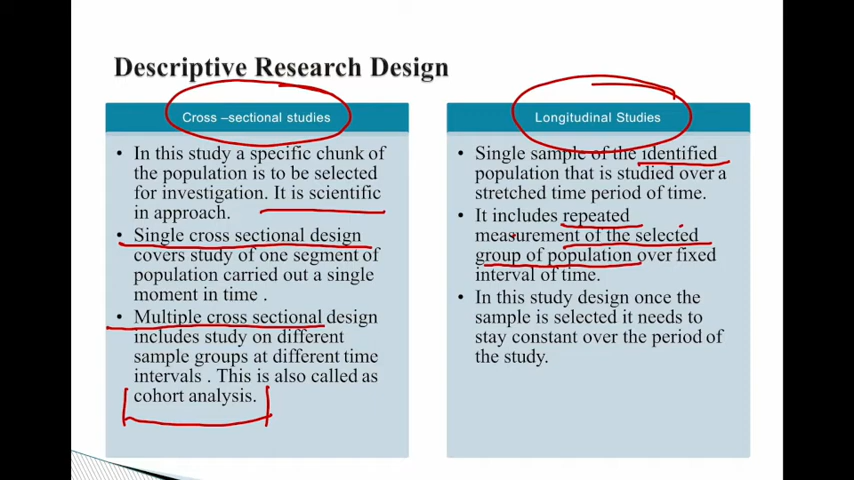 Descriptive Research Design
Cross –sectional studies
• In this study a specific chunk of
the population is to be selected
for investigation. It is scientific
in approach.
• Single cross sectional design
covers study of one segment of
population carried out a single
moment in time .
• Multiple cross sectional design
includes study on different
sample groups at different time
intervals . This is also called as
cohort analysis.
Longitudinal Studies
• Single sample of the identified
population that is studied over a
stretched time period of time.
• It includes repeated
measurement of the selected
group of population over fixed
interval of time.
• In this study design once the
sample is selected it needs to
stay constant over the period of
the study.